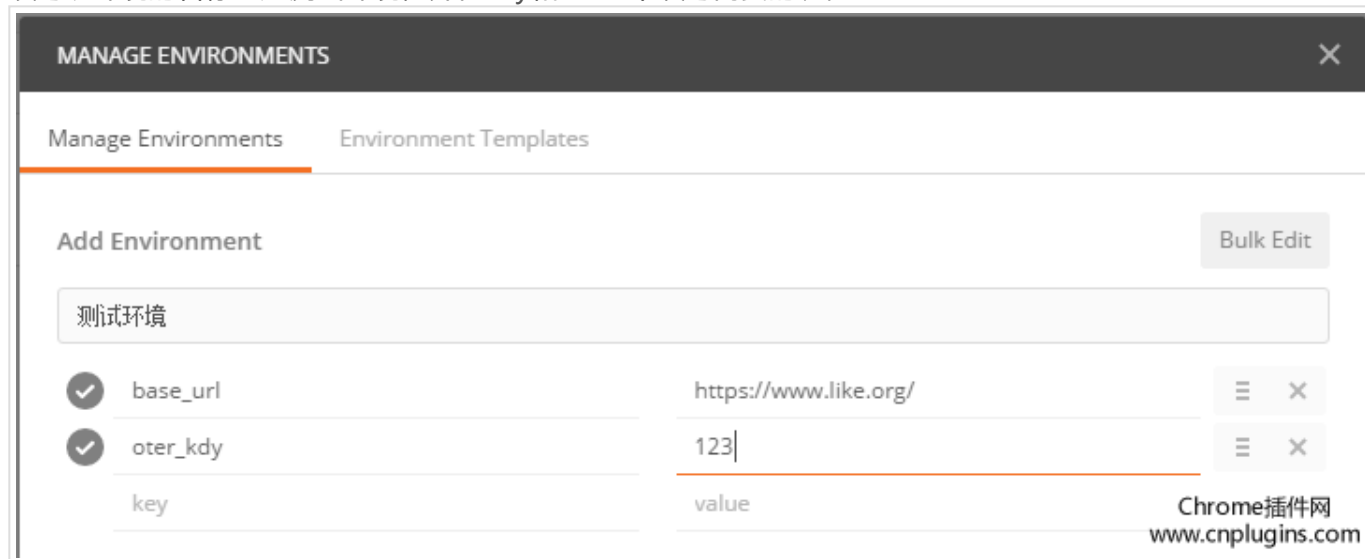 MANAGE ENVIRONMENTS
Manage Environments Environment Templates
Add Environment Bulk Edit
测试环境
base_url https://www.like.org/
oter_kdy 123
key value
Chrome插件网
www.cnplugins.com